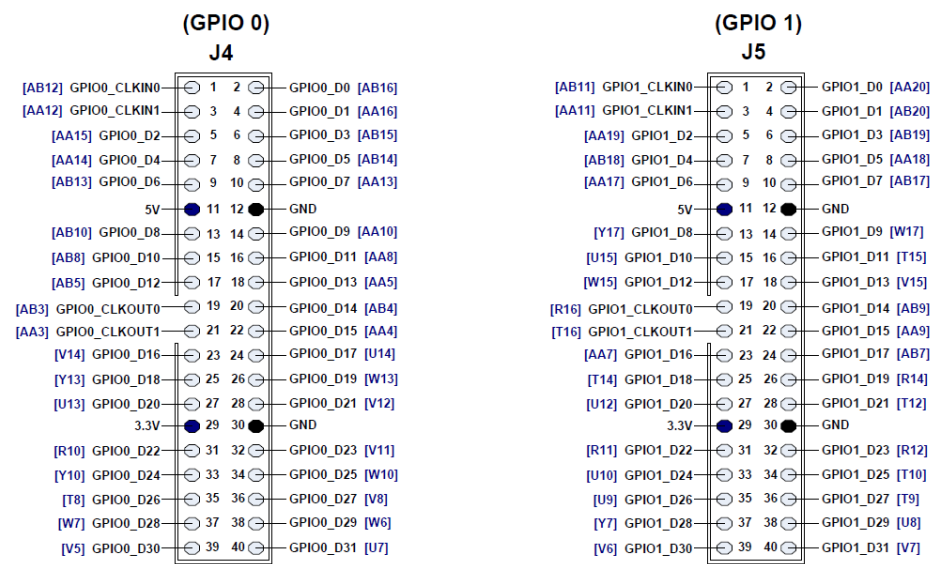 (GPIO 0) (GPIO 1)
J4 J5
[AB12] GPIO0_CLKIN0 1 2 GPIO0_D0 [AB16] [AB11] GPIO1_CLKIN0 1 2 GPIO1_D0 [AA20]
[AA12] GPIO0_CLKIN1 3 4 GPIO0_D1 [AA16] [AA11] GPIO1_CLKIN1 3 4 GPIO1_D1 [AB20]
[AA15] GPIO0_D2 5 6 GPIO0_D3 [AB15] [AA19] GPIO1_D2 5 6 GPIO1_D3 [AB19]
[AA14] GPIO0_D4 7 8 GPIO0_D5 [AB14] [AB18] GPIO1_D4 7 8 GPIO1_D5 [AA18]
[AB13] GPIO0_D6 9 10 GPIO0_D7 [AA13] [AA17] GPIO1_D6 9 10 GPIO1_D7 [AB17]
5V 11 12 GND 5V 11 12 GND
[AB10] GPIO0_D8 13 14 GPIO0_D9 [AA10] [Y17] GPIO1_D8 13 14 GPIO1_D9 [W17]
[AB8] GPIO0_D10 15 16 GPIO0_D11 [AA8] [U15] GPIO1_D10 15 16 GPIO1_D11 [T15]
[AB5] GPIO0_D12 17 18 GPIO0_D13 [AA5] [W15] GPIO1_D12 17 18 GPIO1_D13 [V15]
[AB3] GPIO0_CLKOUT0 19 20 GPIO0_D14 [AB4] [R16] GPIO1_CLKOUT0 19 20 GPIO1_D14 [AB9]
[AA3] GPIO0_CLKOUT1 21 22 GPIO0_D15 [AA4] [T16] GPIO1_CLKOUT1 21 22 GPIO1_D15 [AA9]
[V14] GPIO0_D16 23 24 GPIO0_D17 [U14] [AA7] GPIO1_D16 23 24 GPIO1_D17 [AB7]
[Y13] GPIO0_D18 25 26 GPIO0_D19 [W13] [T14] GPIO1_D18 25 26 GPIO1_D19 [R14]
[U13] GPIO0_D20 27 28 GPIO0_D21 [V12] [U12] GPIO1_D20 27 28 GPIO1_D21 [T12]
3.3V 29 30 GND 3.3V 29 30 GND
[R10] GPIO0_D22 31 32 GPIO0_D23 [V11] [R11] GPIO1_D22 31 32 GPIO1_D23 [R12]
[Y10] GPIO0_D24 33 34 GPIO0_D25 [W10] [U10] GPIO1_D24 33 34 GPIO1_D25 [T10]
[T8] GPIO0_D26 35 36 GPIO0_D27 [V8] [U9] GPIO1_D26 35 36 GPIO1_D27 [T9]
[W7] GPIO0_D28 37 38 GPIO0_D29 [W6] [Y7] GPIO1_D28 37 38 GPIO1_D29 [U8]
[V5] GPIO0_D30 39 40 GPIO0_D31 [U7] [V6] GPIO1_D30 39 40 GPIO1_D31 [V7]